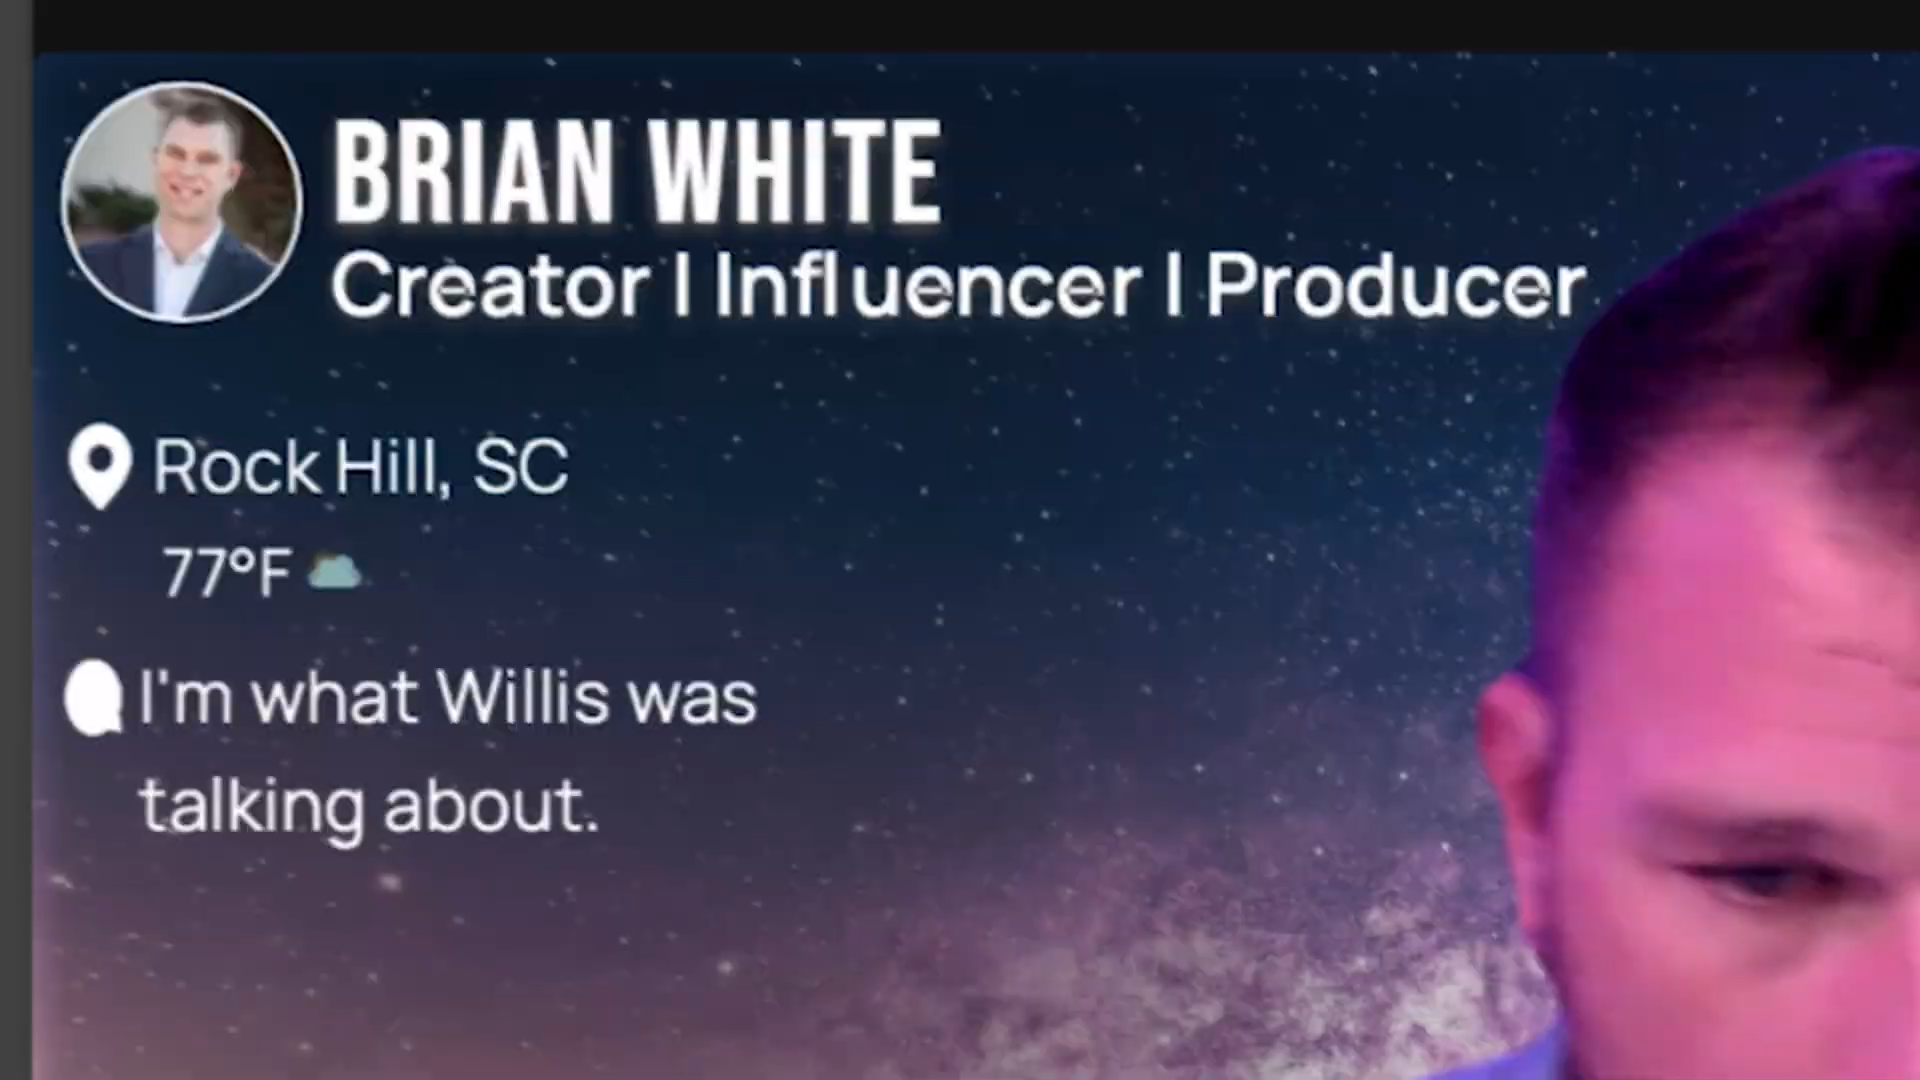 BRIAN WHITE
Creator | Influencer | Producer
Rock Hill, SC
77°F
I'm what Willis was
talking about.